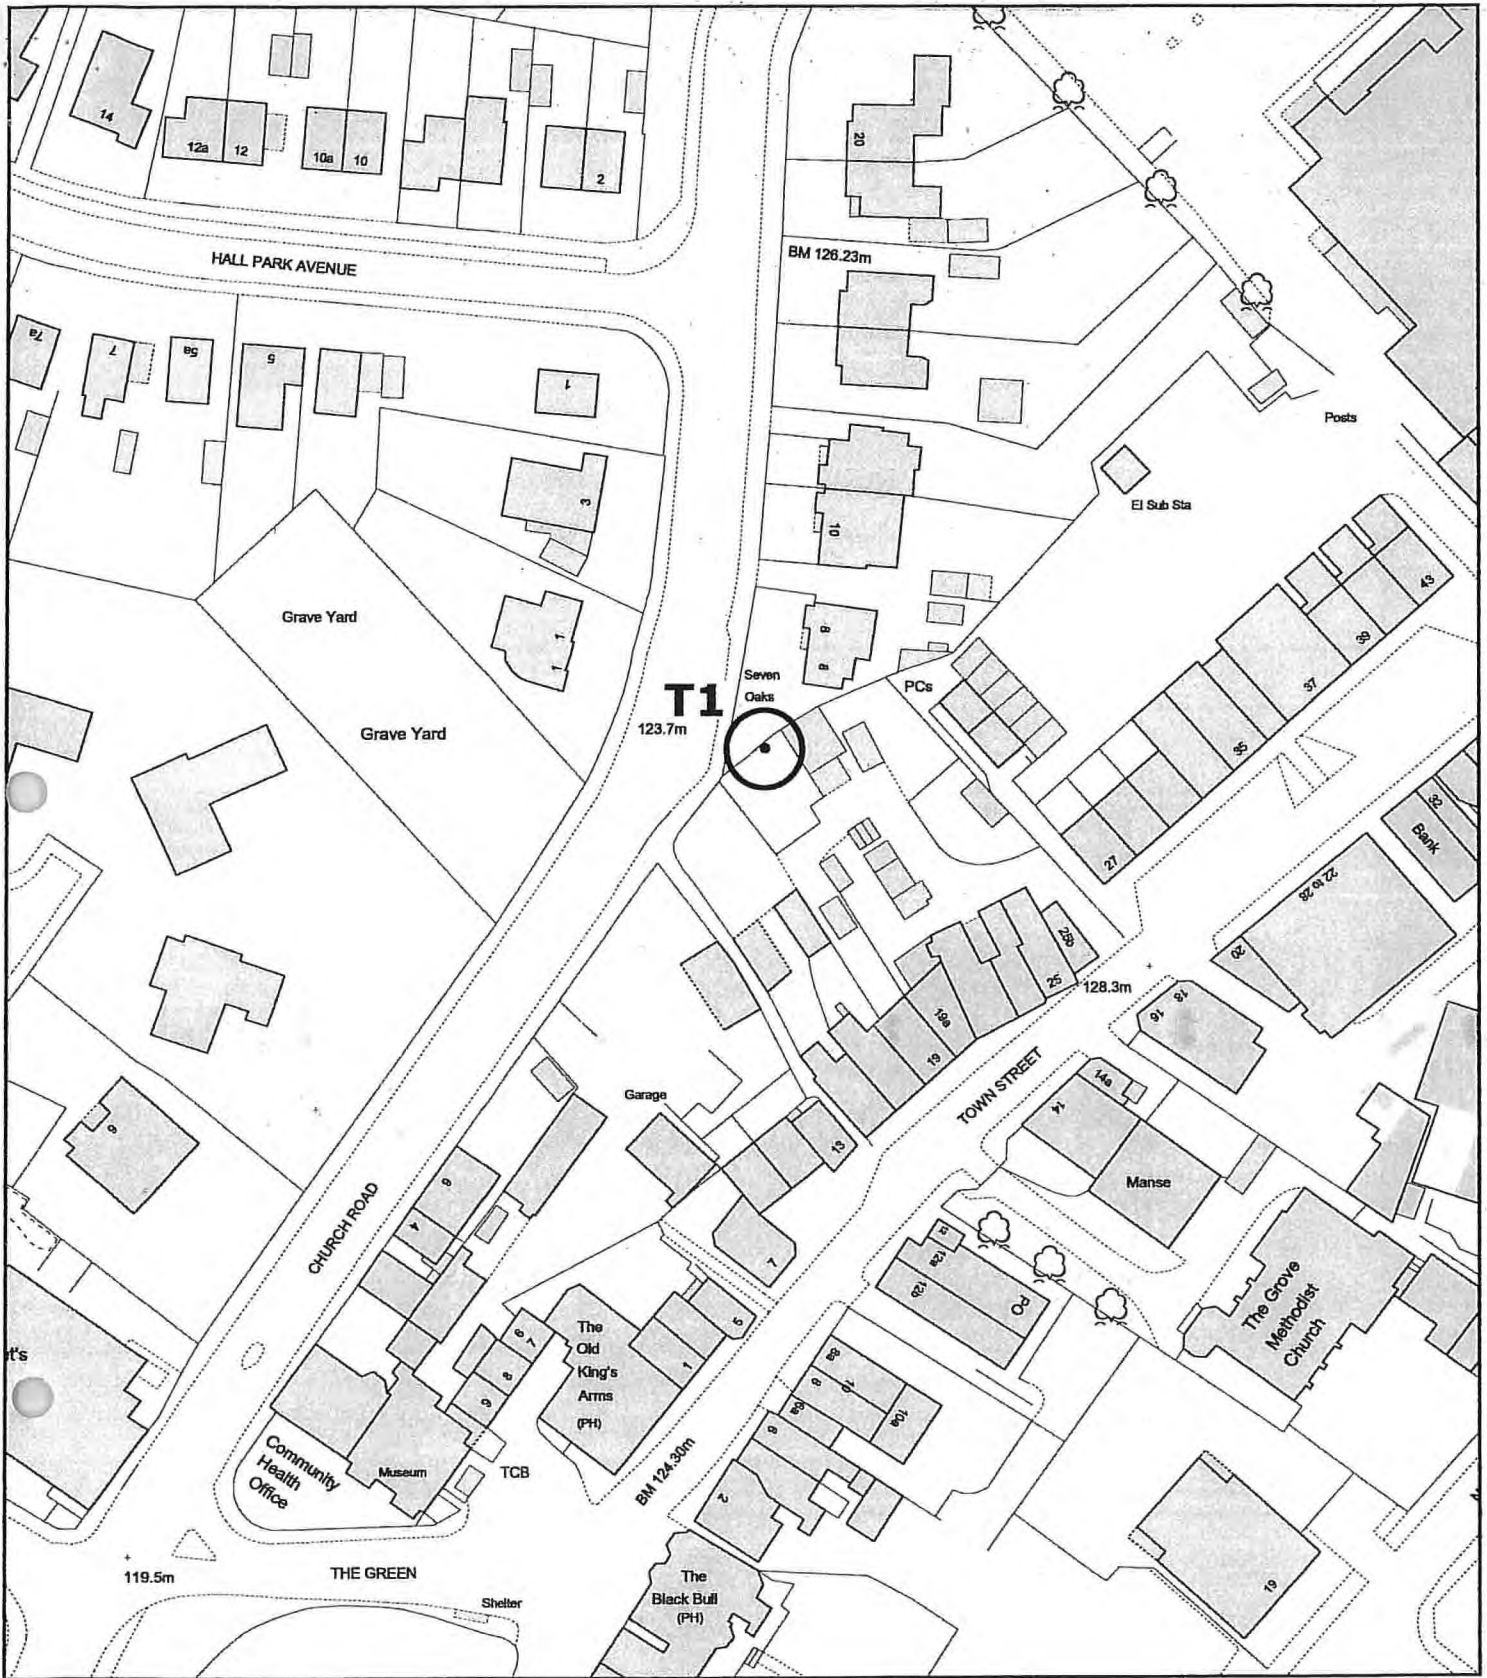 14
12a
12
10a
10
2
20
HALL PARK AVENUE
BM 126.23m
7a
7
5a
5
1
Posts
3
10
El Sub Sta
43
39
37
35
27
Grave Yard
1
1
8
8
Seven
Oaks
PCs
T1
123.7m
Grave Yard
32
Bank
22 to 28
20
25b
25
128.3m
18
16
19a
19
TOWN STREET
14a
14
Garage
13
Manse
9
4
CHURCH ROAD
7
12a
12b
PO
The Grove
Methodist
Church
The
Old
King's
Arms
(PH)
5
1
6
7
8
9
8a
8
10
10a
6a
6
t's
Community
Health
Office
Museum
TCB
BM 124.30m
2
119.5m
THE GREEN
Shelter
The
Black Bull
(PH)
19